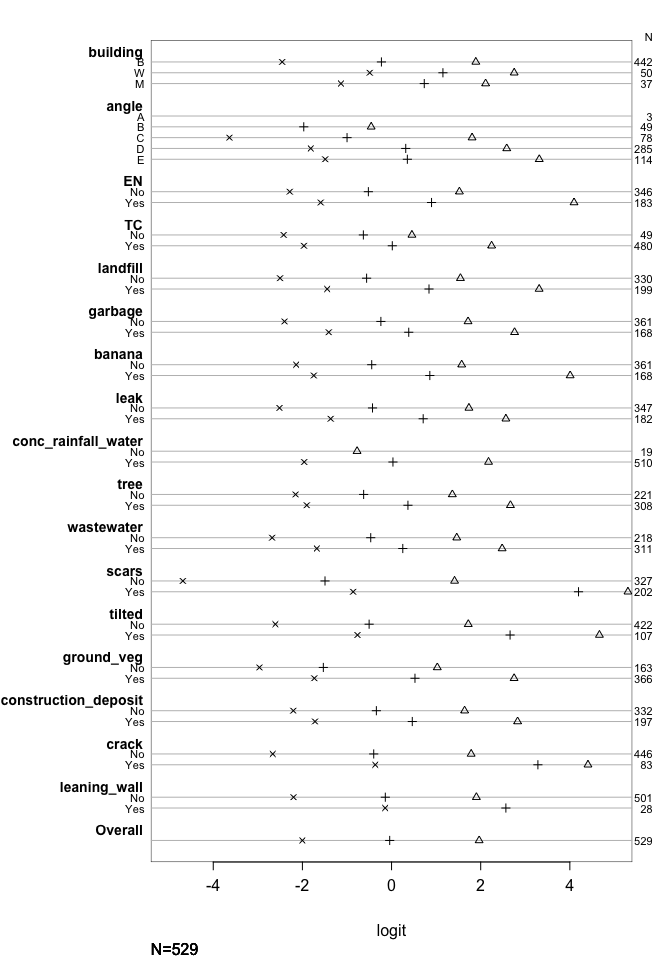 N
building
B 442
W 50
M 37
angle
A 3
B 49
C 78
D 285
E 114
EN
No 346
Yes 183
TC
No 49
Yes 480
landfill
No 330
Yes 199
garbage
No 361
Yes 168
banana
No 361
Yes 168
leak
No 347
Yes 182
conc_rainfall_water
No 19
Yes 510
tree
No 221
Yes 308
wastewater
No 218
Yes 311
scars
No 327
Yes 202
tilted
No 422
Yes 107
ground_veg
No 163
Yes 366
construction_deposit
No 332
Yes 197
crack
No 446
Yes 83
leaning_wall
No 501
Yes 28
Overall
529
-4 -2 0 2 4
logit
N=529